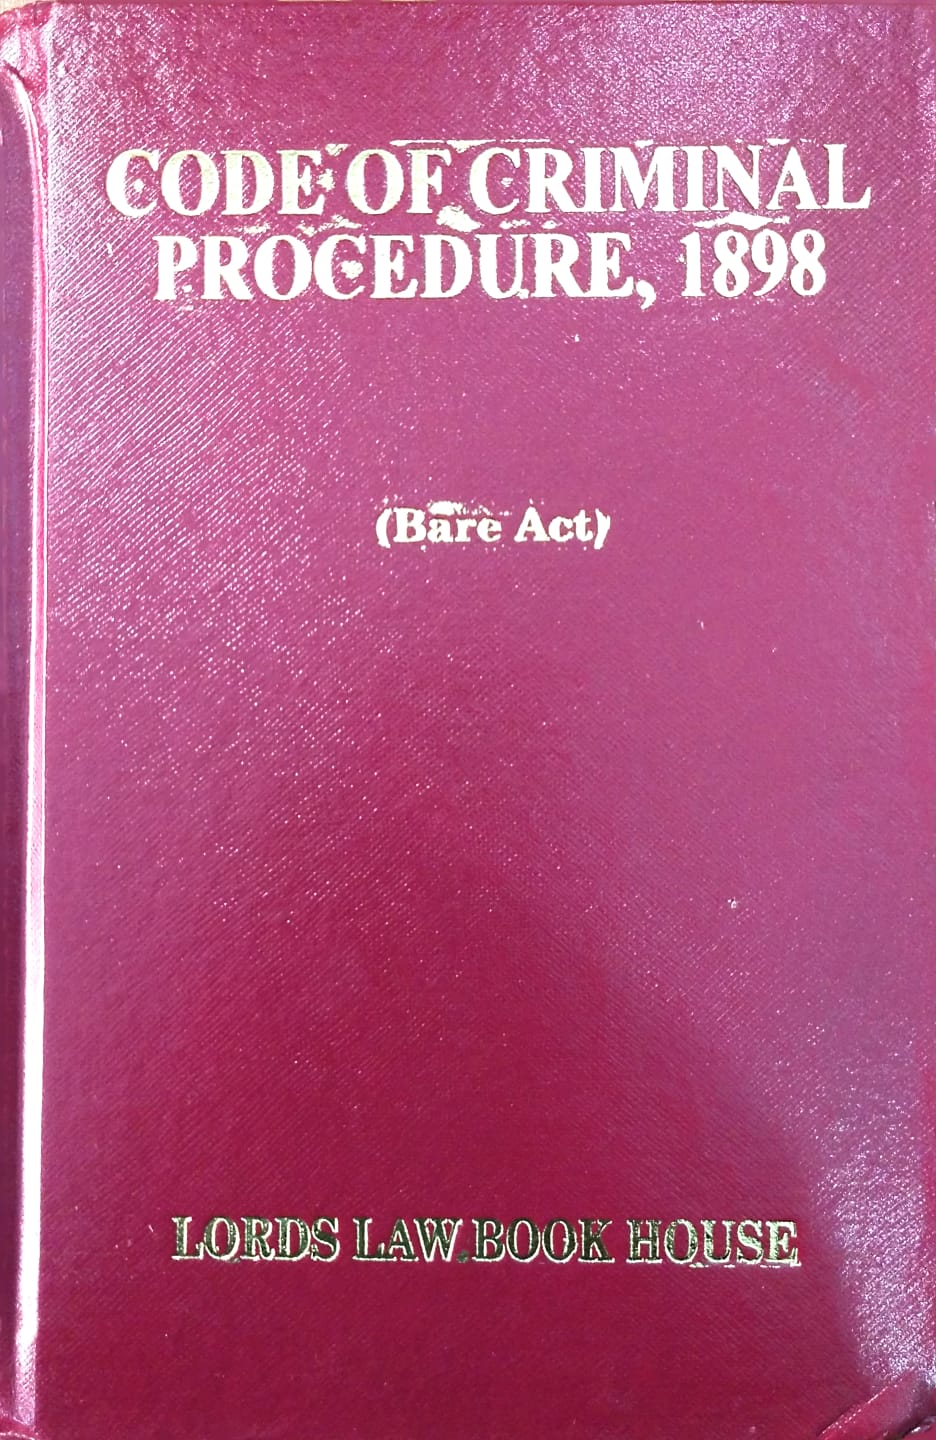 CODE OF CRIMINAL
PROCEDURE, 1898
(Bare Act)
LORDS LAW BOOK HOUSE